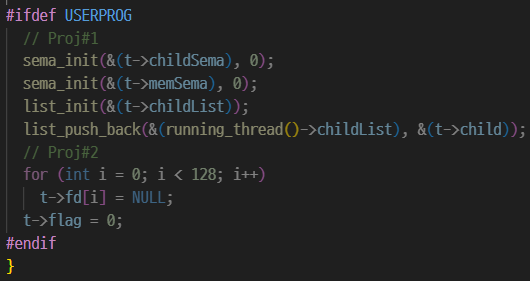 #ifdef USERPROG
// Proj#1
sema_init(&(t->childSema), 0);
sema_init(&(t->memSema), 0);
list_init(&(t->childList));
list_push_back(&(running_thread()->childList), &(t->child));
// Proj#2
for (int i = 0; i < 128; i++)
t->fd[i] = NULL;
t->flag = 0;
#endif
}